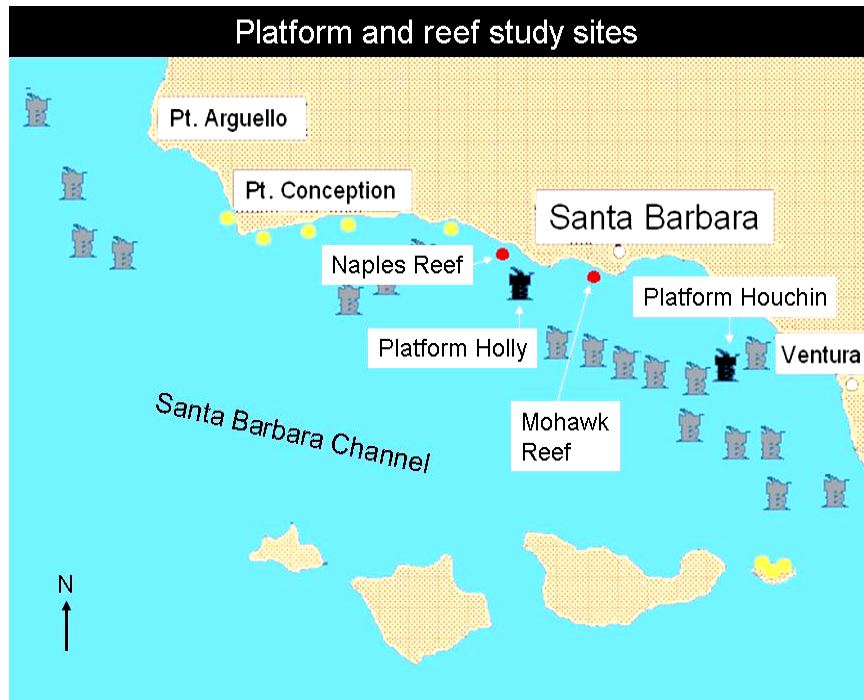 Platform and reef study sites
Pt. Arguello
Pt. Conception
Santa Barbara
Naples Reef
Platform Houchin
Platform Holly
Ventura
Mohawk
Reef
Santa Barbara Channel
N